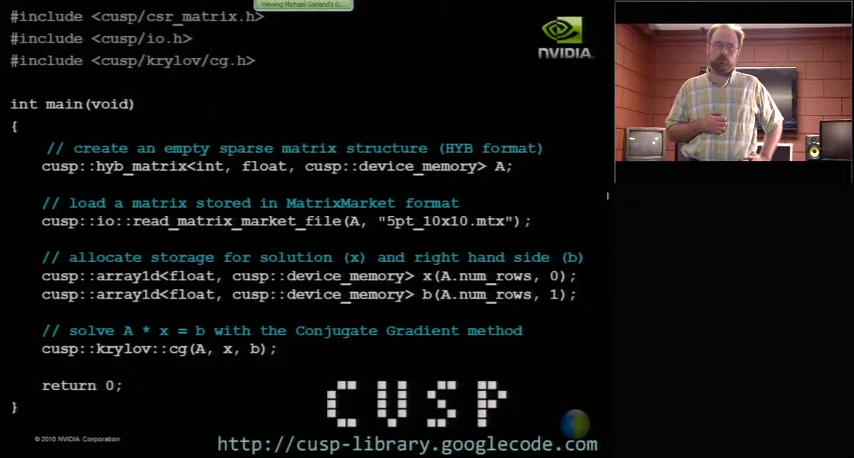 Viewing Michael Garland's D...
#include <cusp/csr_matrix.h>
#include <cusp/io.h>
#include <cusp/krylov/cg.h>
NVIDIA
int main(void)
{
// create an empty sparse matrix structure (HYB format)
cusp::hyb_matrix<int, float, cusp::device_memory> A;
// load a matrix stored in MatrixMarket format
cusp::io::read_matrix_market_file(A, "5pt_10x10.mtx");
// allocate storage for solution (x) and right hand side (b)
cusp::array1d<float, cusp::device_memory> x(A.num_rows, 0);
cusp::array1d<float, cusp::device_memory> b(A.num_rows, 1);
// solve A * x = b with the Conjugate Gradient method
cusp::krylov::cg(A, x, b);
return 0;
}
CUSP
© 2010 NVIDIA Corporation
http://cusp-library.googlecode.com